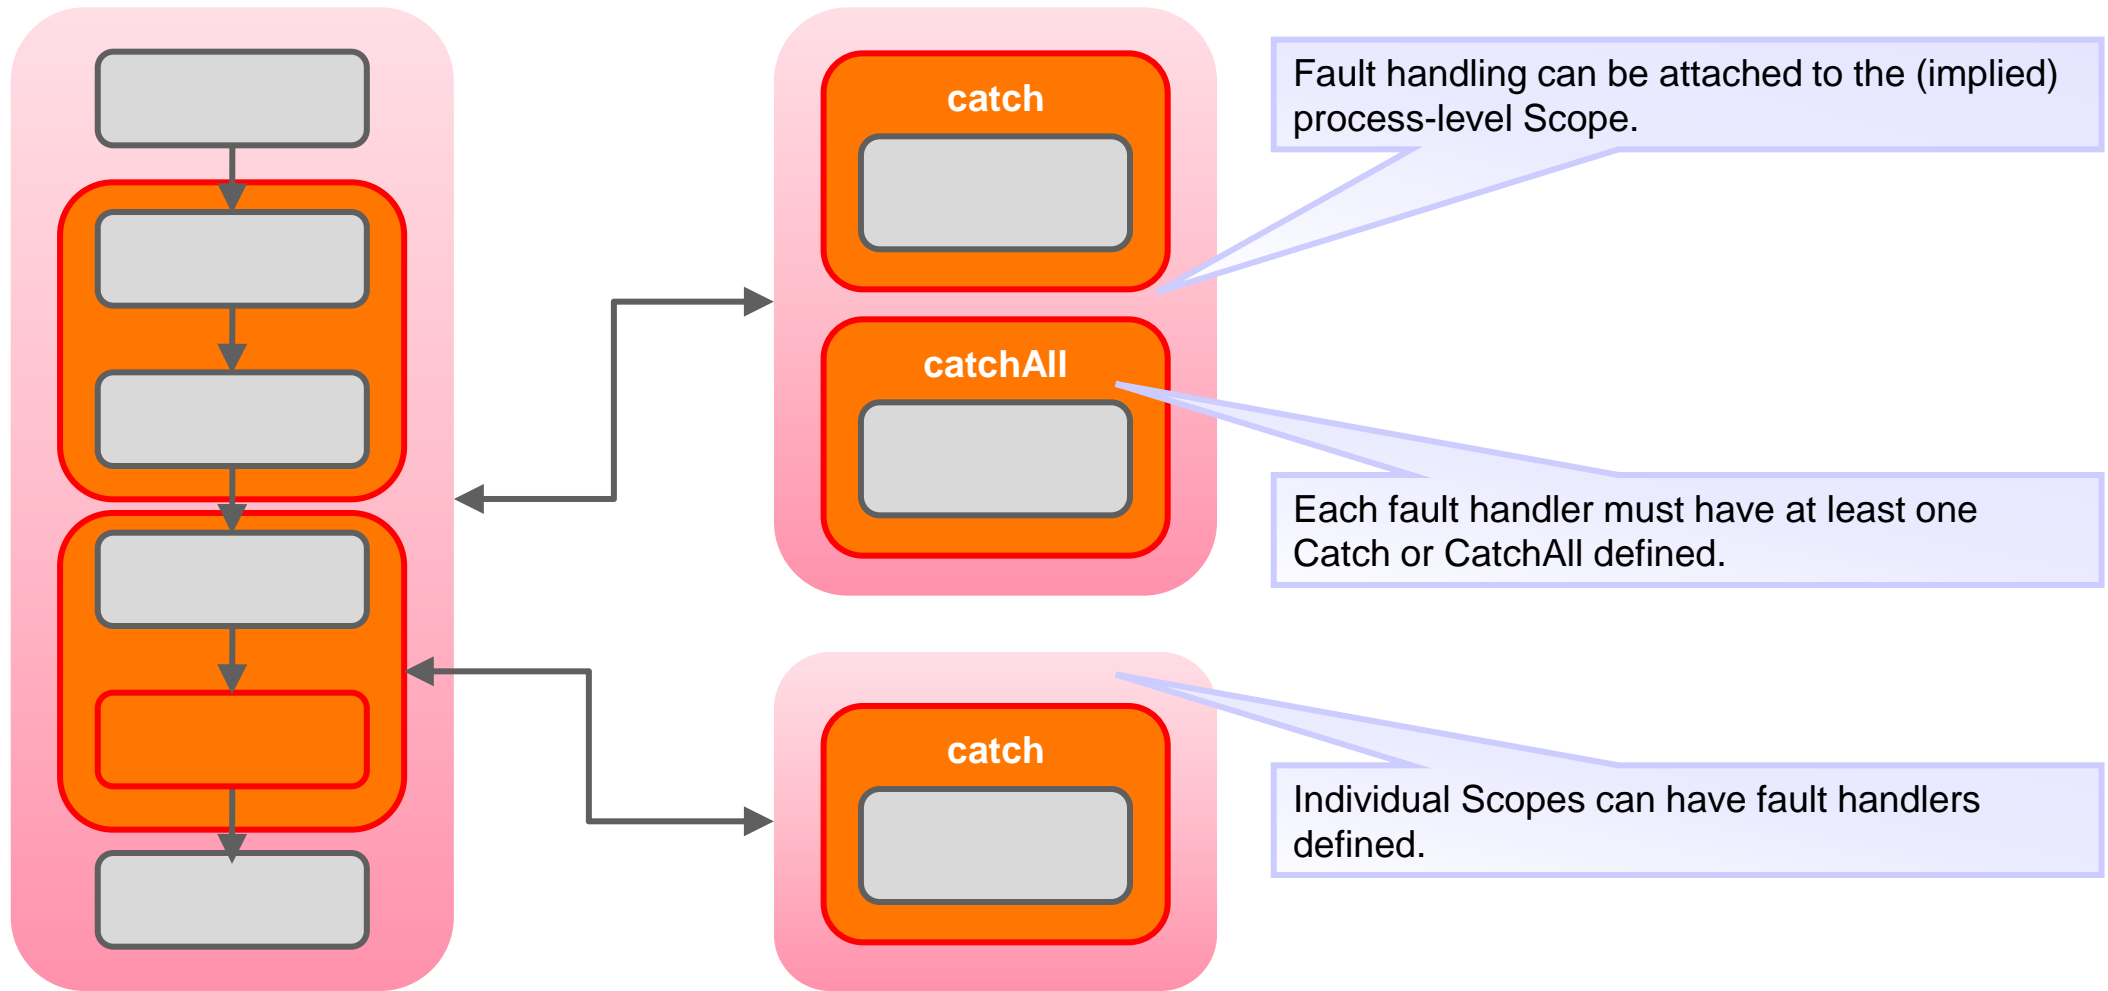 catch
Fault handling can be attached to the (implied)
process-level Scope.
catchAll
Each fault handler must have at least one
Catch or CatchAll defined.
catch
Individual Scopes can have fault handlers
defined.